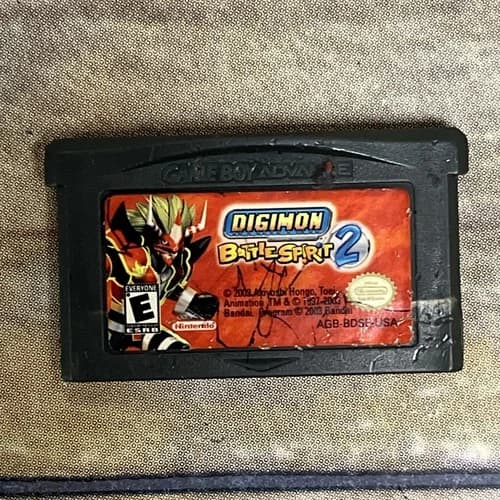 GAME BOY ADVANCE
DIGIMON
BATTLE SPIRIT 2
EVERYONE
E
ESRB
Nintendo
© 2003 Akiyoshi Hongo, Toei
Animation TM & © 1997-2003
Bandai. Program © 2003 Bandai
AGB-BDSE-USA
Nintendo